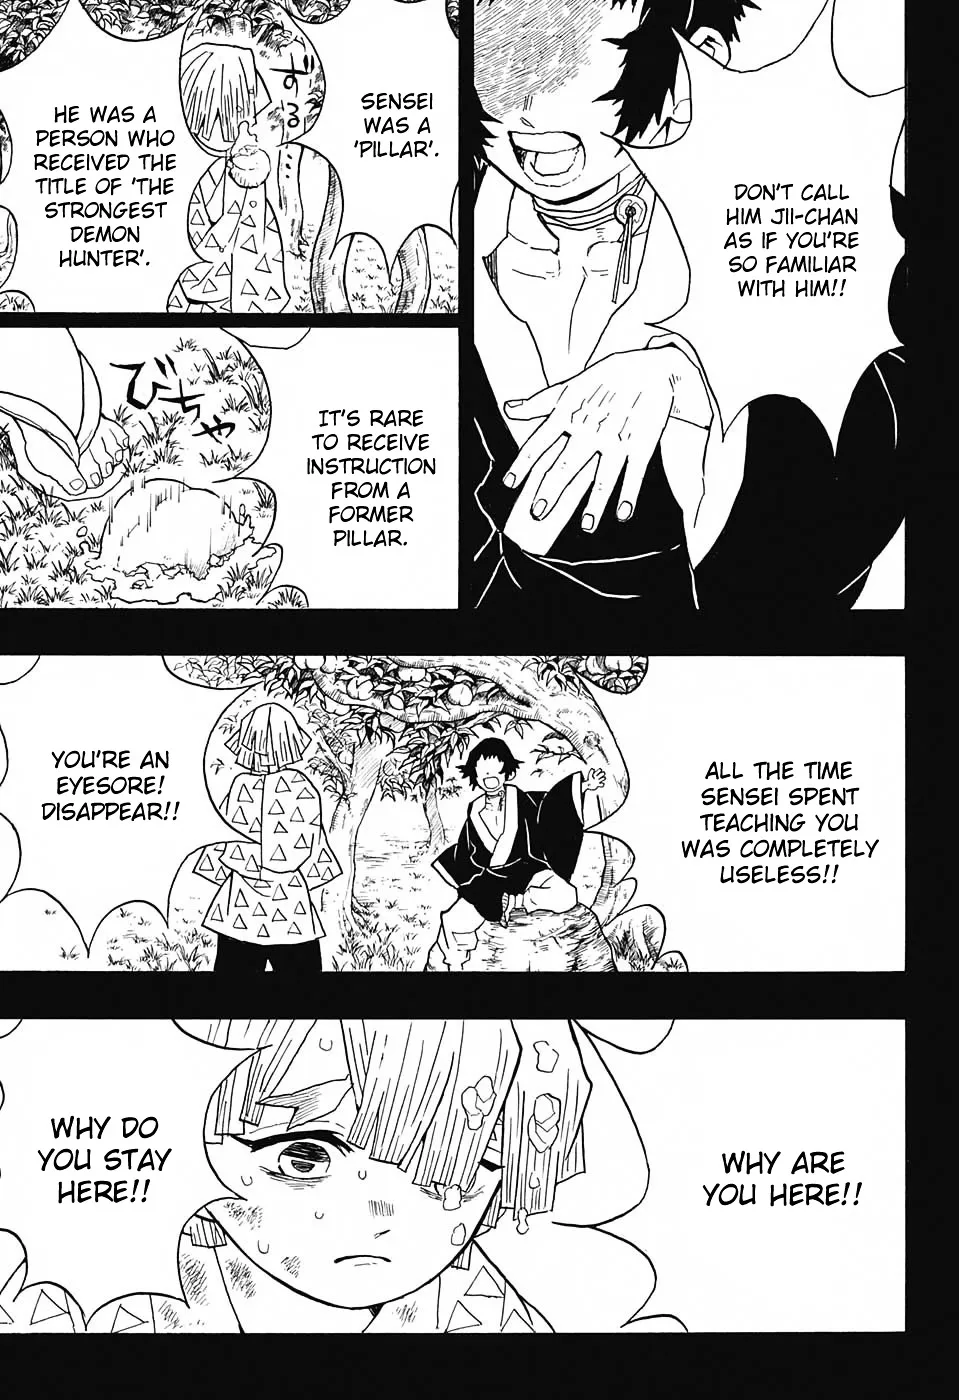 DON'T CALL
HIM JII-CHAN
AS IF YOU'RE
SO FAMILIAR
WITH HIM!!
SENSEI
WAS A
'PILLAR'.
HE WAS A
PERSON WHO
RECEIVED THE
TITLE OF 'THE
STRONGEST
DEMON
HUNTER'.
IT'S RARE
TO RECEIVE
INSTRUCTION
FROM A
FORMER
PILLAR.
びちゃ
ALL THE TIME
SENSEI SPENT
TEACHING YOU
WAS COMPLETELY
USELESS!!
YOU'RE AN
EYESORE!
DISAPPEAR!!
WHY ARE
YOU HERE!!
WHY DO
YOU STAY
HERE!!